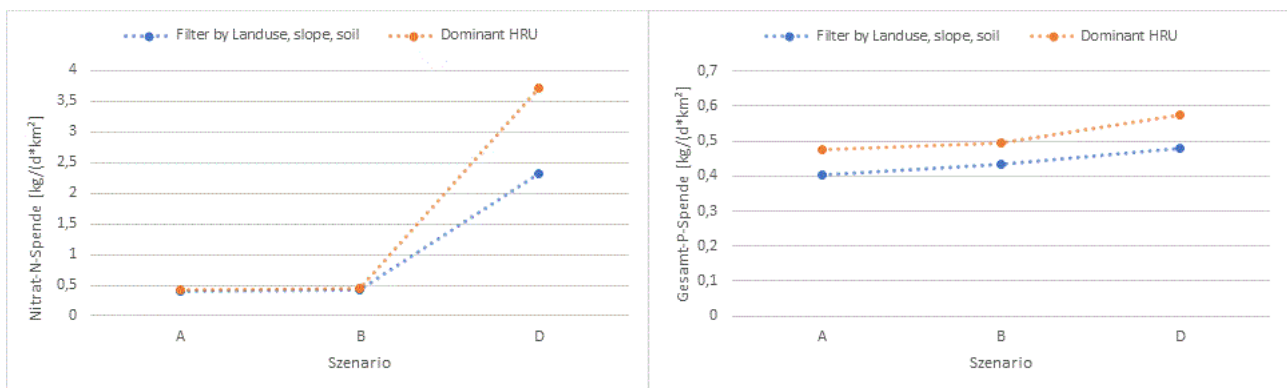 Filter by Landuse, slope, soil
Dominant HRU
Nitrat-N-Spende [kg/(d*km²]
4
3,5
3
2,5
2
1,5
1
0,5
0
A
B
D
Szenario
Filter by Landuse, slope, soil
Dominant HRU
Gesamt-P-Spende [kg/(d*km²]
0,7
0,6
0,5
0,4
0,3
0,2
0,1
0
A
B
D
Szenario